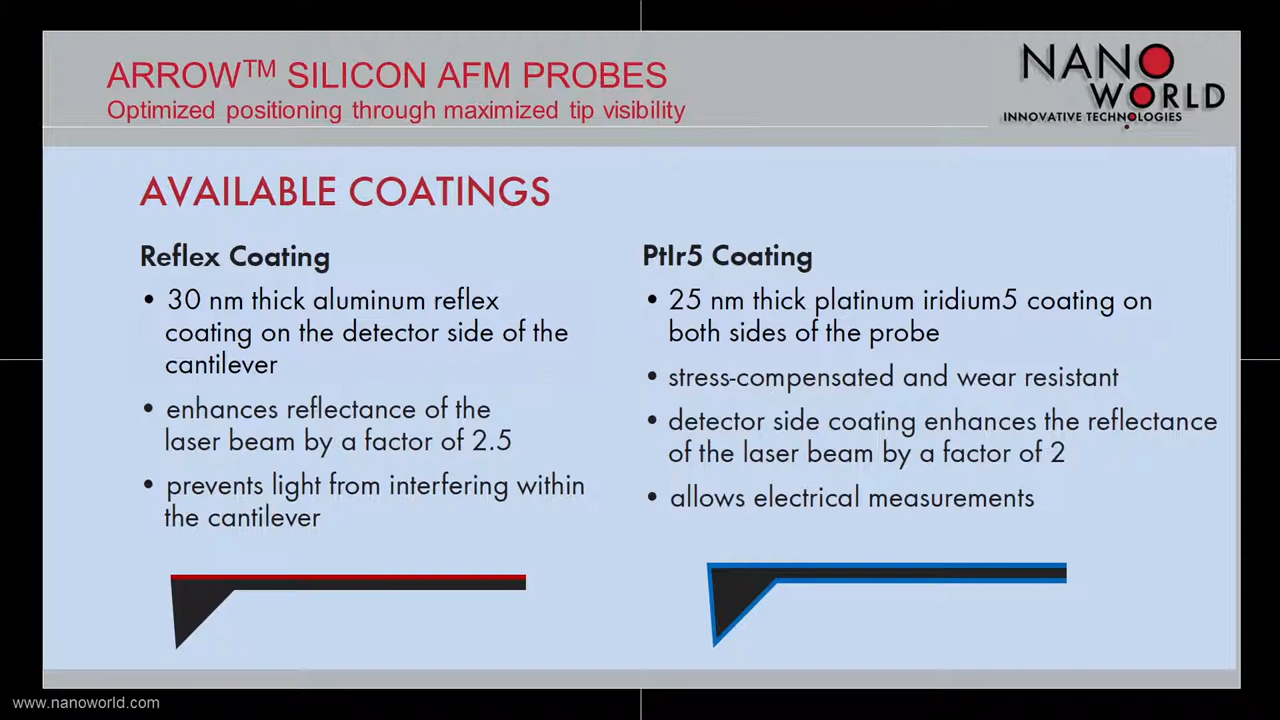 ARROW™ SILICON AFM PROBES
Optimized positioning through maximized tip visibility
NANO
WORLD
INNOVATIVE TECHNOLOGIES
AVAILABLE COATINGS
Reflex Coating
• 30 nm thick aluminum reflex
coating on the detector side of the
cantilever
• enhances reflectance of the
laser beam by a factor of 2.5
• prevents light from interfering within
the cantilever
PtIr5 Coating
• 25 nm thick platinum iridium5 coating on
both sides of the probe
• stress-compensated and wear resistant
• detector side coating enhances the reflectance
of the laser beam by a factor of 2
• allows electrical measurements
www.nanoworld.com